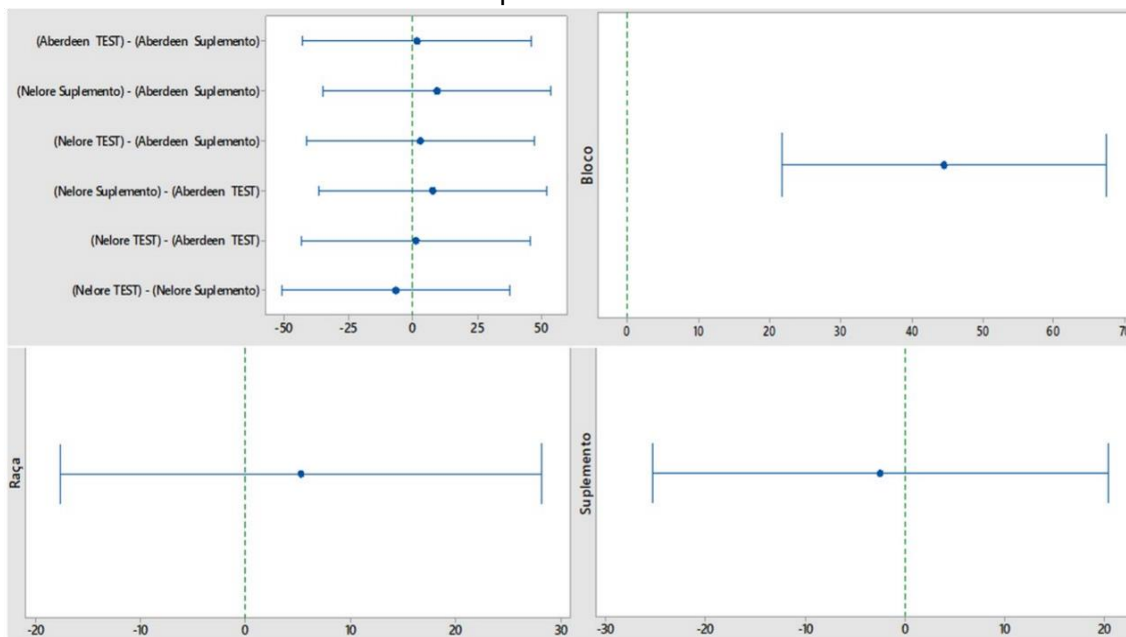 (Aberdeen TEST) - (Aberdeen Suplemento)
(Nelore Suplemento) - (Aberdeen Suplemento)
(Nelore TEST) - (Aberdeen Suplemento)
(Nelore Suplemento) - (Aberdeen TEST)
(Nelore TEST) - (Aberdeen TEST)
(Nelore TEST) - (Nelore Suplemento)
-50 -25 0 25 50
Bloco
0 10 20 30 40 50 60 70
Raça
-20 -10 0 10 20 30
Suplemento
-30 -20 -10 0 10 20